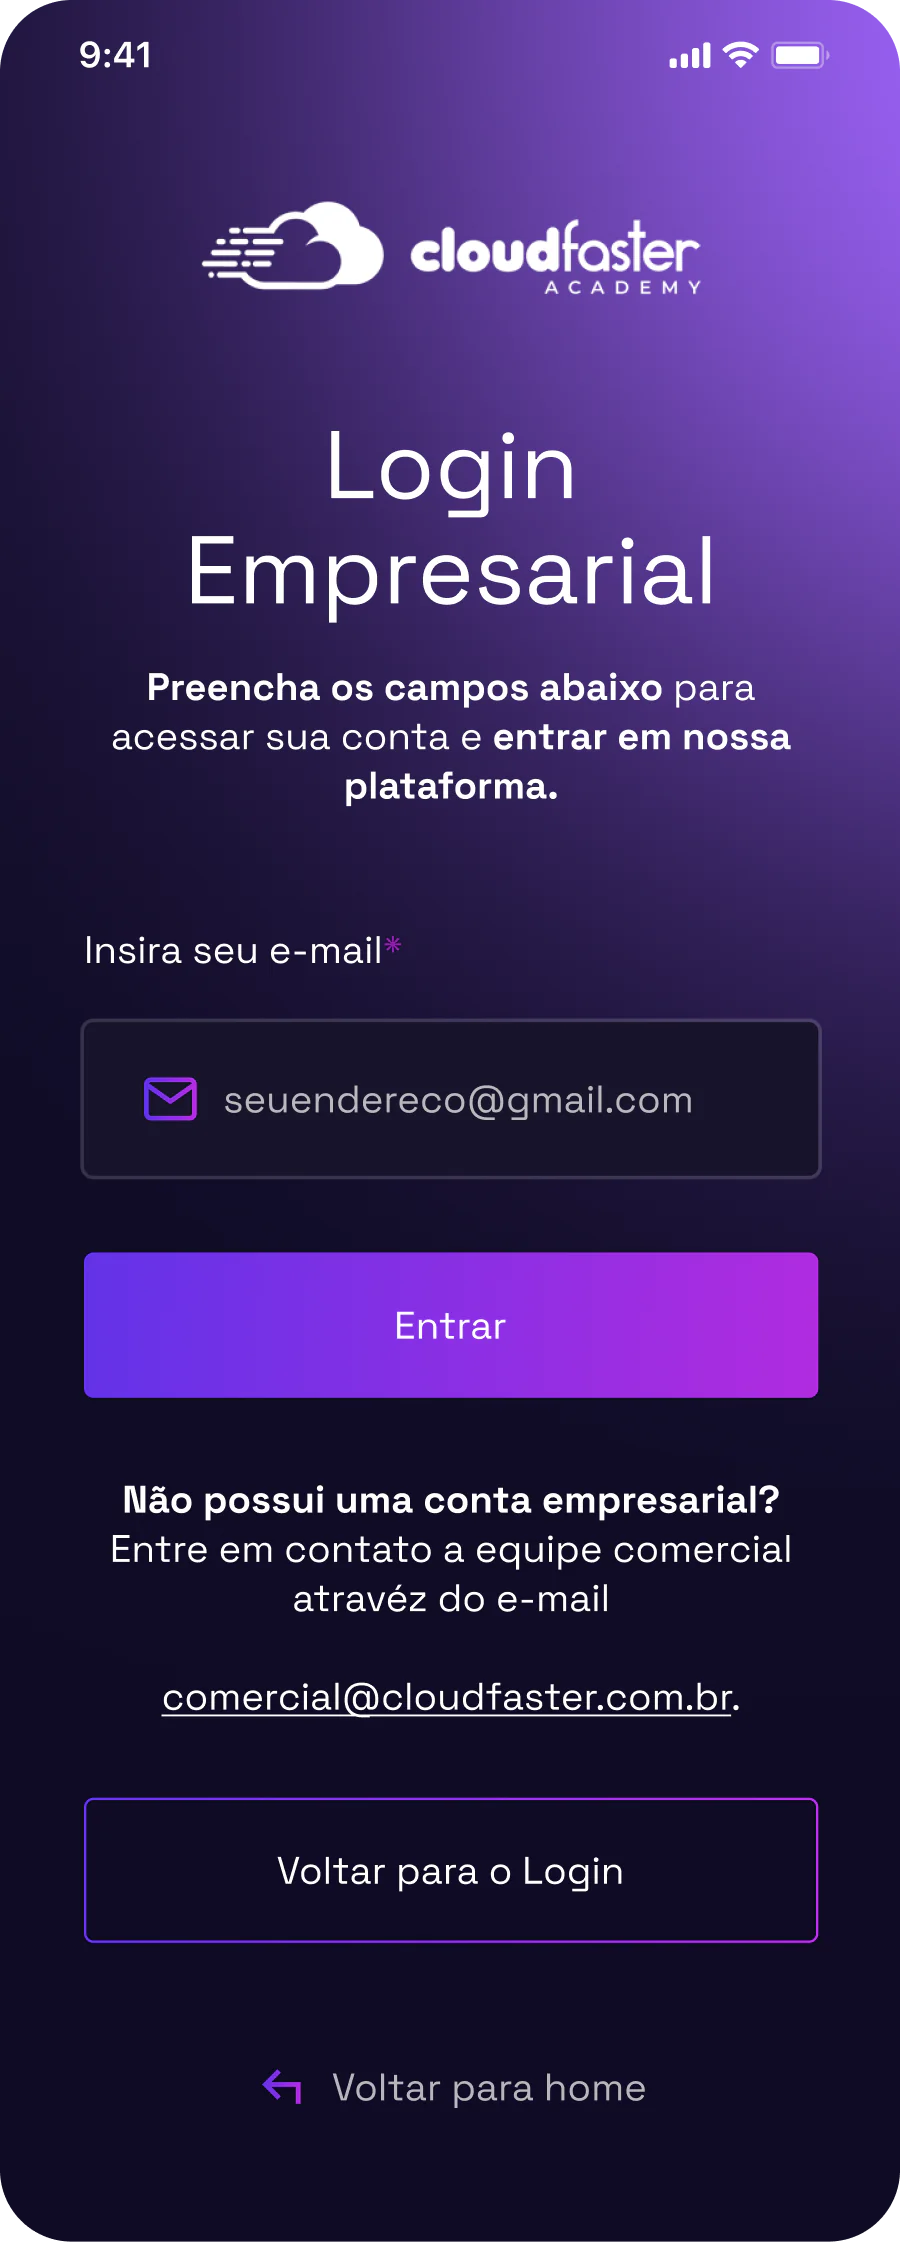 9:41
cloudfaster
ACADEMY
Login
Empresarial
Preencha os campos abaixo para
acessar sua conta e entrar em nossa
plataforma.
Insira seu e-mail*
seuendereco@gmail.com
Entrar
Não possui uma conta empresarial?
Entre em contato a equipe comercial
atravéz do e-mail
comercial@cloudfaster.com.br.
Voltar para o Login
Voltar para home